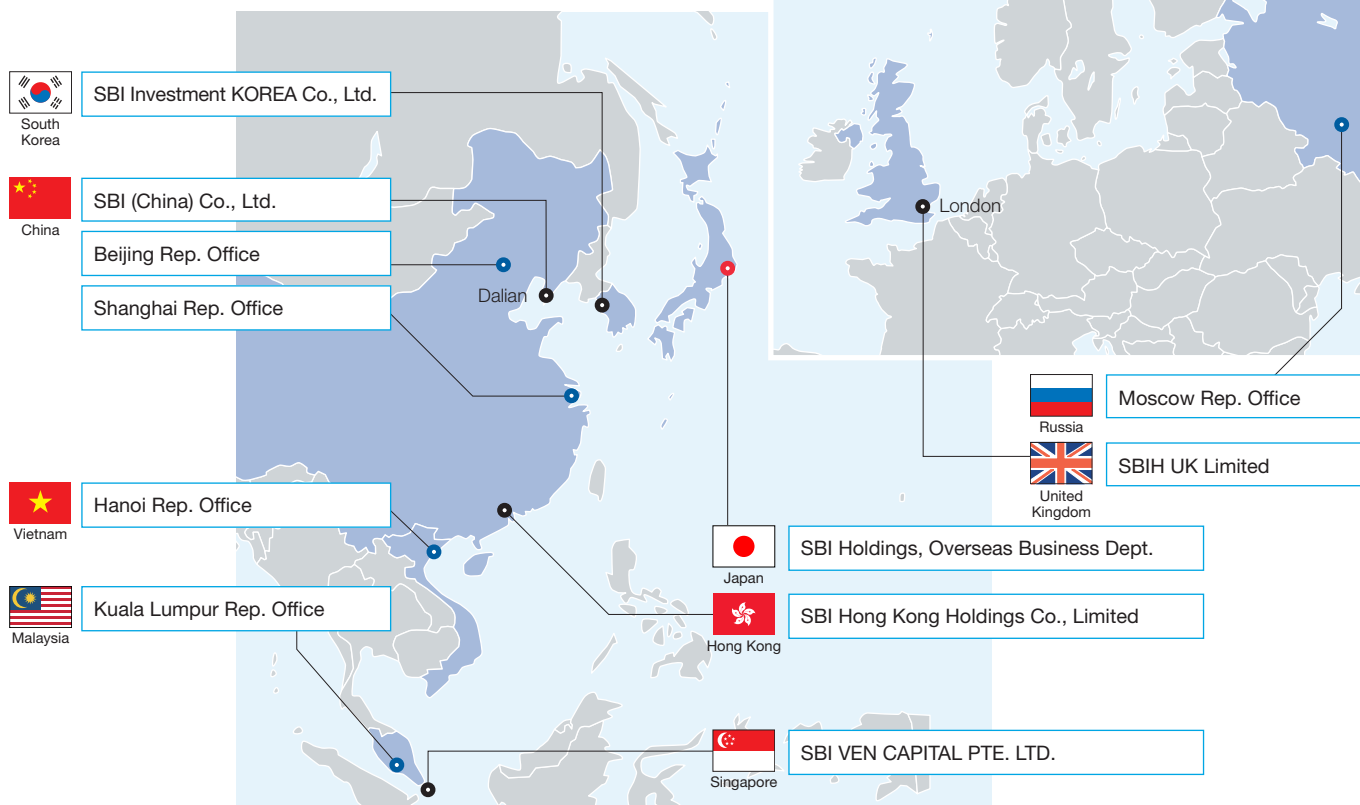 South
Korea
SBI Investment KOREA Co., Ltd.
China
SBI (China) Co., Ltd.
Beijing Rep. Office
Shanghai Rep. Office
Dalian
Vietnam
Hanoi Rep. Office
Malaysia
Kuala Lumpur Rep. Office
London
Russia
Moscow Rep. Office
United
Kingdom
SBIH UK Limited
Japan
SBI Holdings, Overseas Business Dept.
Hong Kong
SBI Hong Kong Holdings Co., Limited
Singapore
SBI VEN CAPITAL PTE. LTD.